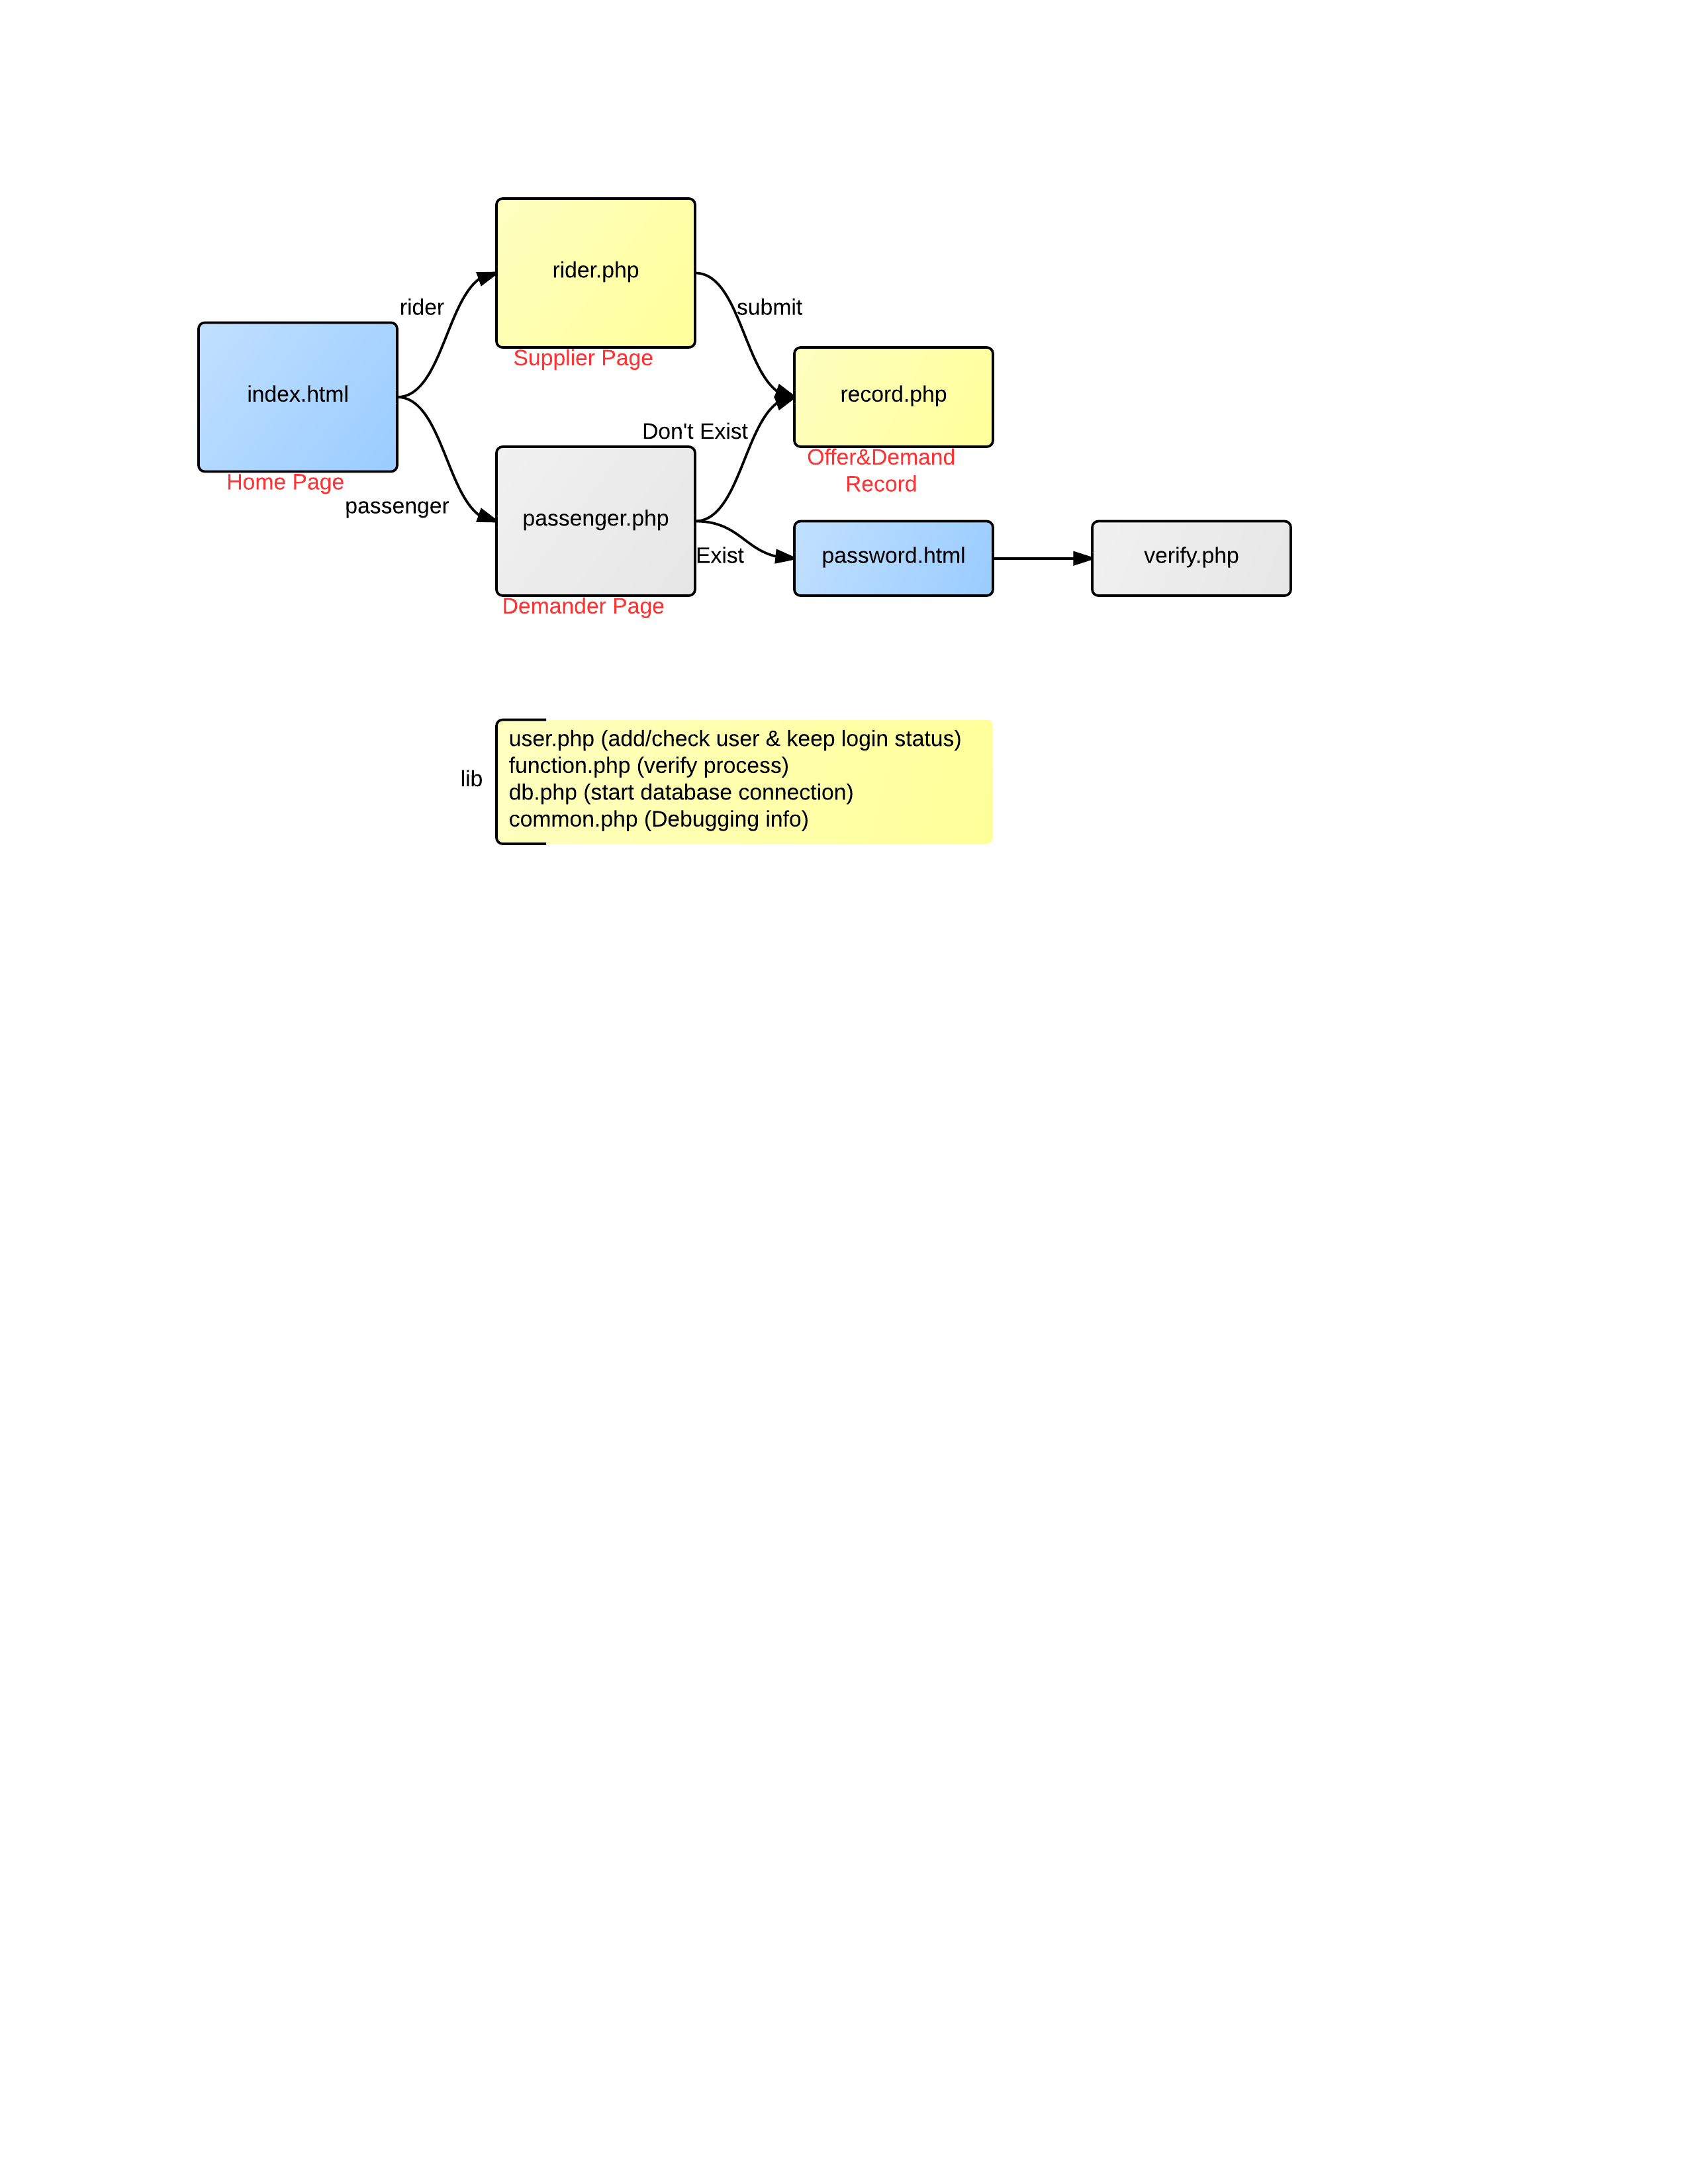 rider.php
rider
submit
Supplier Page
index.html
record.php
Don't Exist
Offer&Demand
Record
Home Page
passenger
passenger.php
Exist
password.html
verify.php
Demander Page
lib
user.php (add/check user & keep login status)
function.php (verify process)
db.php (start database connection)
common.php (Debugging info)